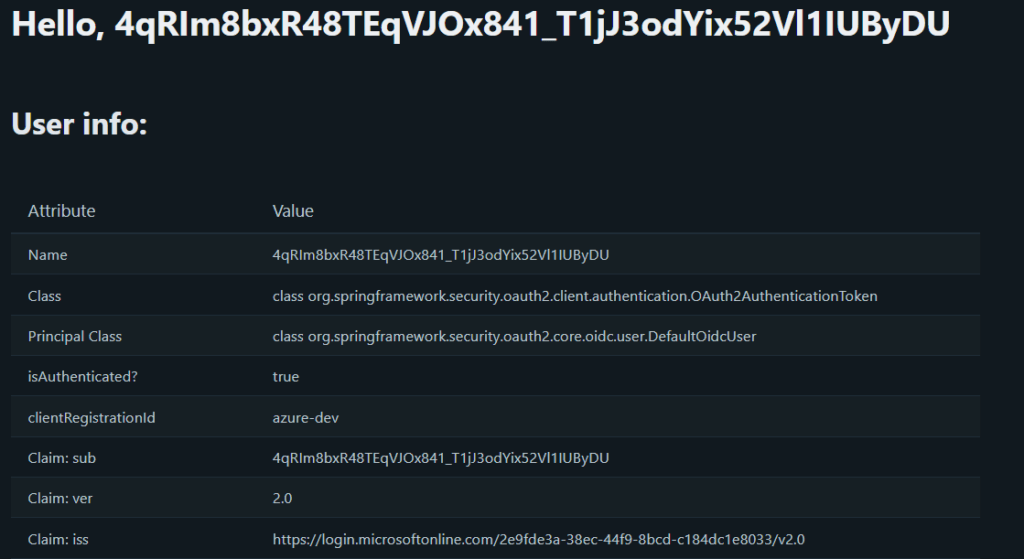 Hello, 4qRIm8bxR48TEqVJOx841_T1jJ3odYix52Vl1IUByDU
User info:
Attribute Value
Name 4qRIm8bxR48TEqVJOx841_T1jJ3odYix52Vl1IUByDU
Class class org.springframework.security.oauth2.client.authentication.OAuth2AuthenticationToken
Principal Class class org.springframework.security.oauth2.core.oidc.user.DefaultOidcUser
isAuthenticated? true
clientRegistrationId azure-dev
Claim: sub 4qRIm8bxR48TEqVJOx841_T1jJ3odYix52Vl1IUByDU
Claim: ver 2.0
Claim: iss https://login.microsoftonline.com/2e9fde3a-38ec-44f9-8bcd-c184dc1e8033/v2.0